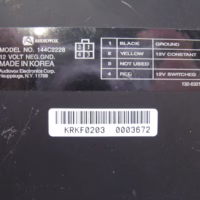 AUDIOVOX
MODEL NO. 144C2228
12 VOLT NEG.GND.
MADE IN KOREA
Audiovox Electronics Corp.
Hauppauge, N.Y. 11788
1 BLACK GROUND
2 YELLOW 12V CONSTANT
3 NOT USED
4 RED 12V SWITCHED
KRKF0203 0003672